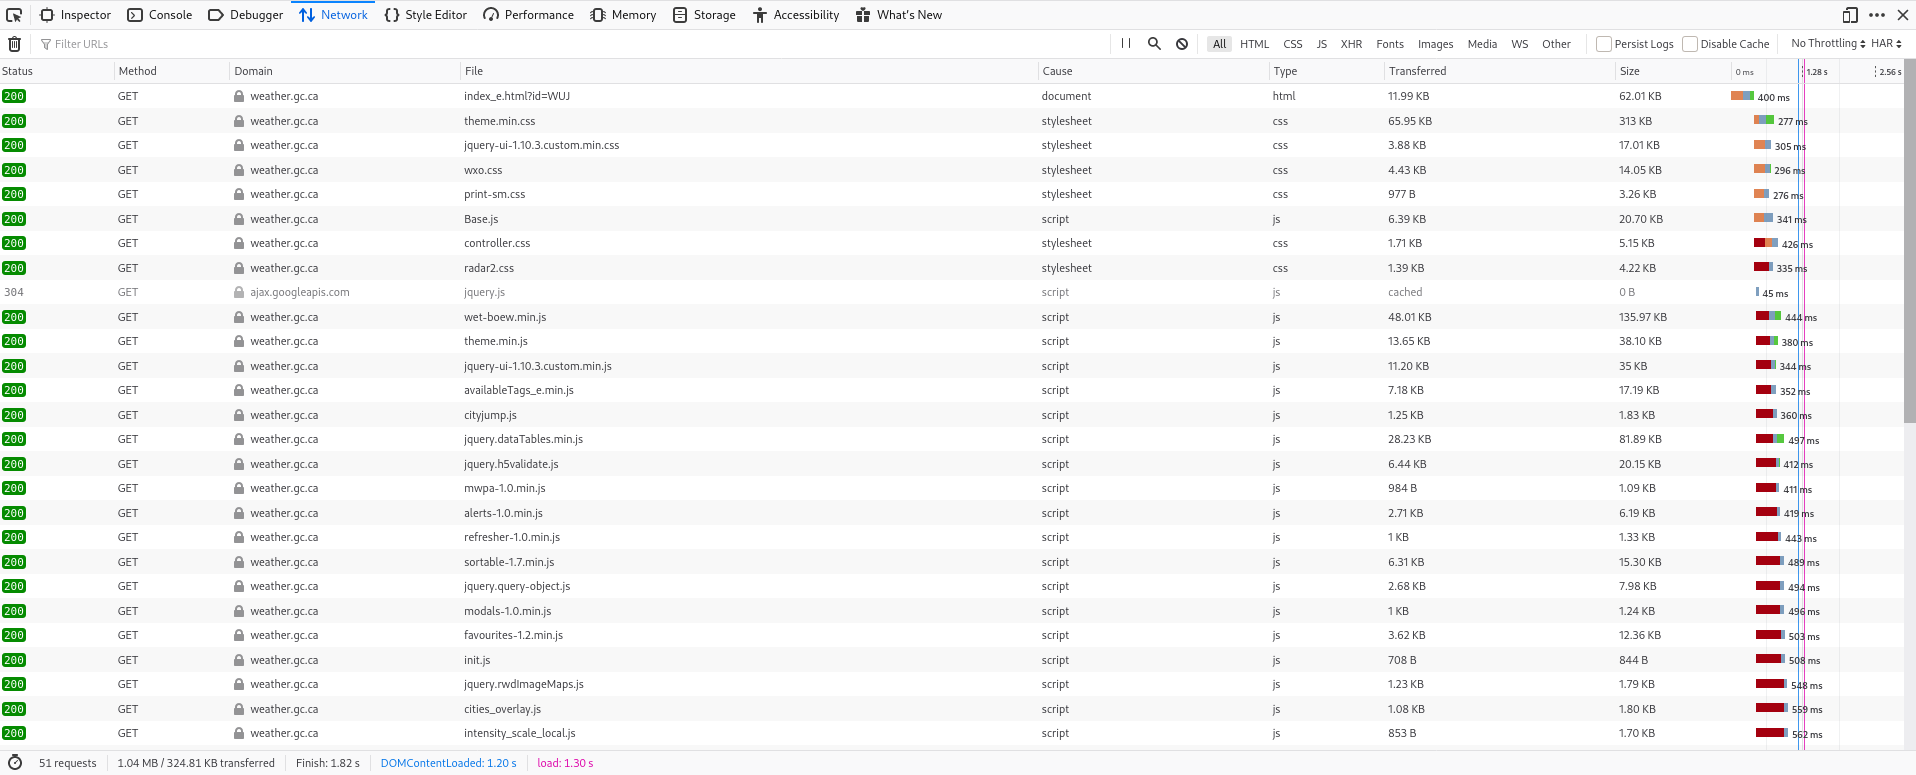 Inspector Console Debugger Network Style Editor Performance Memory Storage Accessibility What's New
Filter URLs All HTML CSS JS XHR Fonts Images Media WS Other Persist Logs Disable Cache No Throttling HAR
Status Method Domain File Cause Type Transferred Size 0 ms 1.28 s 2.56 s
200 GET weather.gc.ca index_e.html?id=WUJ document html 11.99 KB 62.01 KB 400 ms
200 GET weather.gc.ca theme.min.css stylesheet css 65.95 KB 313 KB 277 ms
200 GET weather.gc.ca jquery-ui-1.10.3.custom.min.css stylesheet css 3.88 KB 17.01 KB 305 ms
200 GET weather.gc.ca wxo.css stylesheet css 4.43 KB 14.05 KB 296 ms
200 GET weather.gc.ca print-sm.css stylesheet css 977 B 3.26 KB 276 ms
200 GET weather.gc.ca Base.js script js 6.39 KB 20.70 KB 341 ms
200 GET weather.gc.ca controller.css stylesheet css 1.71 KB 5.15 KB 426 ms
200 GET weather.gc.ca radar2.css stylesheet css 1.39 KB 4.22 KB 335 ms
304 GET ajax.googleapis.com jquery.js script js cached 0 B 45 ms
200 GET weather.gc.ca wet-boew.min.js script js 48.01 KB 135.97 KB 444 ms
200 GET weather.gc.ca theme.min.js script js 13.65 KB 38.10 KB 380 ms
200 GET weather.gc.ca jquery-ui-1.10.3.custom.min.js script js 11.20 KB 35 KB 344 ms
200 GET weather.gc.ca availableTags_e.min.js script js 7.18 KB 17.19 KB 352 ms
200 GET weather.gc.ca cityjump.js script js 1.25 KB 1.83 KB 360 ms
200 GET weather.gc.ca jquery.dataTables.min.js script js 28.23 KB 81.89 KB 497 ms
200 GET weather.gc.ca jquery.h5validate.js script js 6.44 KB 20.15 KB 412 ms
200 GET weather.gc.ca mwpa-1.0.min.js script js 984 B 1.09 KB 411 ms
200 GET weather.gc.ca alerts-1.0.min.js script js 2.71 KB 6.19 KB 419 ms
200 GET weather.gc.ca refresher-1.0.min.js script js 1 KB 1.33 KB 443 ms
200 GET weather.gc.ca sortable-1.7.min.js script js 6.31 KB 15.30 KB 489 ms
200 GET weather.gc.ca jquery.query-object.js script js 2.68 KB 7.98 KB 494 ms
200 GET weather.gc.ca modals-1.0.min.js script js 1 KB 1.24 KB 496 ms
200 GET weather.gc.ca favourites-1.2.min.js script js 3.62 KB 12.36 KB 503 ms
200 GET weather.gc.ca init.js script js 708 B 844 B 508 ms
200 GET weather.gc.ca jquery.rwdImageMaps.js script js 1.23 KB 1.79 KB 548 ms
200 GET weather.gc.ca cities_overlay.js script js 1.08 KB 1.80 KB 559 ms
200 GET weather.gc.ca intensity_scale_local.js script js 853 B 1.70 KB 562 ms
51 requests 1.04 MB / 324.81 KB transferred Finish: 1.82 s DOMContentLoaded: 1.20 s load: 1.30 s